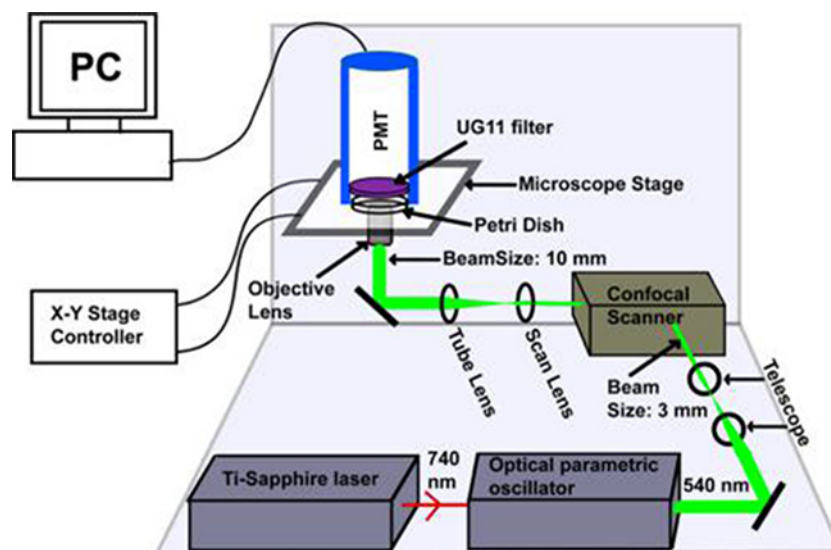 PC
PMT
UG11 filter
Microscope Stage
Petri Dish
BeamSize: 10 mm
Objective
Lens
X-Y Stage
Controller
Tube Lens
Scan Lens
Confocal
Scanner
Beam
Size: 3 mm
Telescope
Ti-Sapphire laser
740
nm
Optical parametric
oscillator
540 nm